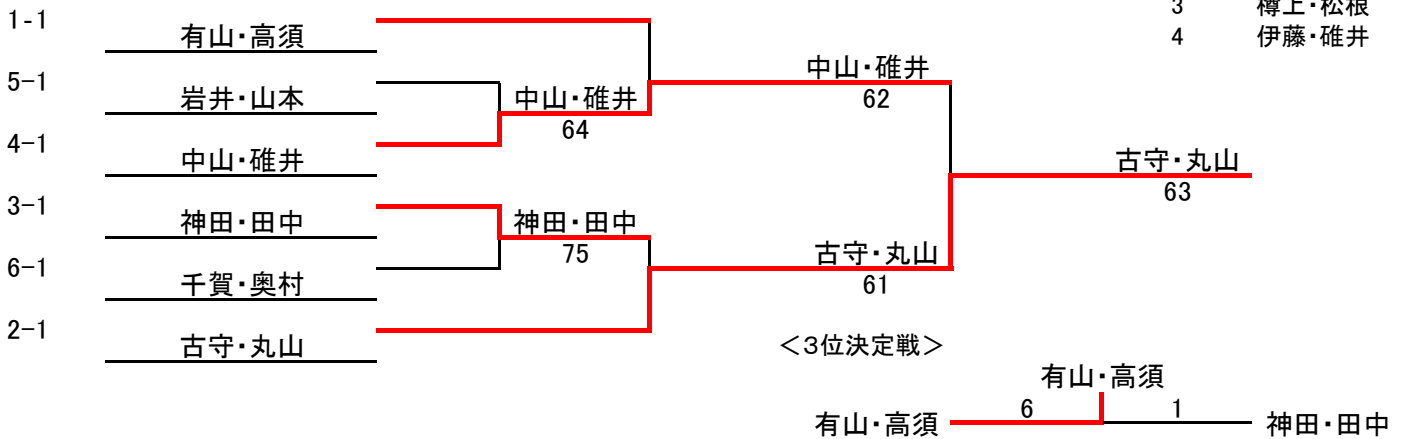 3 樽上・松根
1-1
有山・高須
4 伊藤・碓井
5-1
中山・碓井
岩井・山本
中山・碓井
62
64
4-1
中山・碓井
古守・丸山
63
3-1
神田・田中
神田・田中
75
古守・丸山
61
6-1
千賀・奥村
2-1
古守・丸山
＜3位決定戦＞
有山・高須
有山・高須 6 1 神田・田中